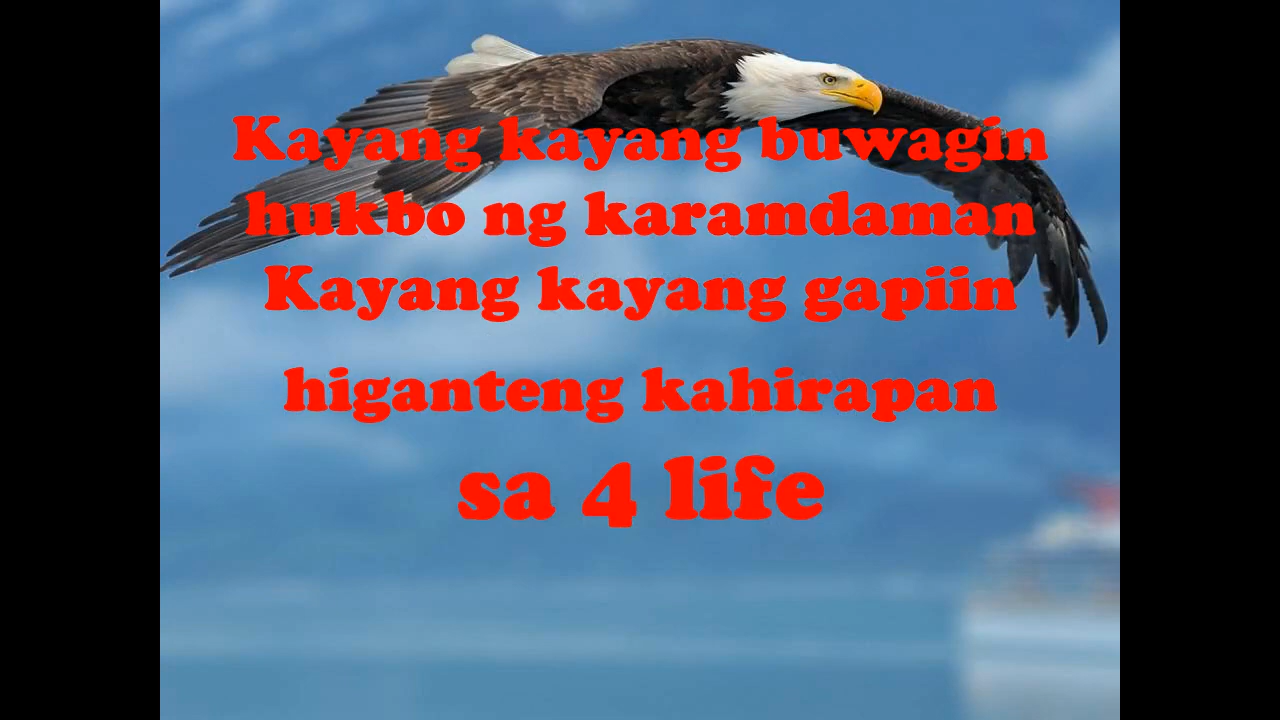 Kayang kayang buwagin
hukbo ng karamdaman
Kayang kayang gapiin
higanteng kahirapan
sa 4 life